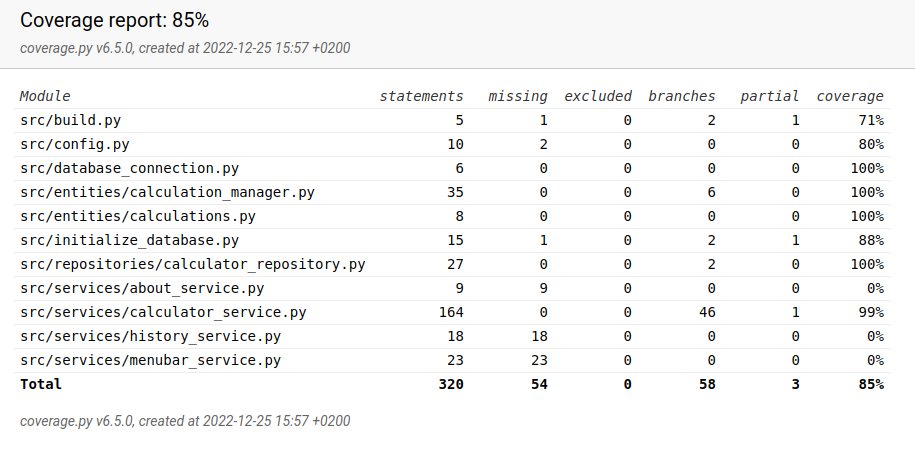 Coverage report: 85%
coverage.py v6.5.0, created at 2022-12-25 15:57 +0200
Module statements missing excluded branches partial coverage
src/build.py 5 1 0 2 1 71%
src/config.py 10 2 0 0 0 80%
src/database_connection.py 6 0 0 0 0 100%
src/entities/calculation_manager.py 35 0 0 6 0 100%
src/entities/calculations.py 8 0 0 0 0 100%
src/initialize_database.py 15 1 0 2 1 88%
src/repositories/calculator_repository.py 27 0 0 2 0 100%
src/services/about_service.py 9 9 0 0 0 0%
src/services/calculator_service.py 164 0 0 46 1 99%
src/services/history_service.py 18 18 0 0 0 0%
src/services/menubar_service.py 23 23 0 0 0 0%
Total 320 54 0 58 3 85%
coverage.py v6.5.0, created at 2022-12-25 15:57 +0200